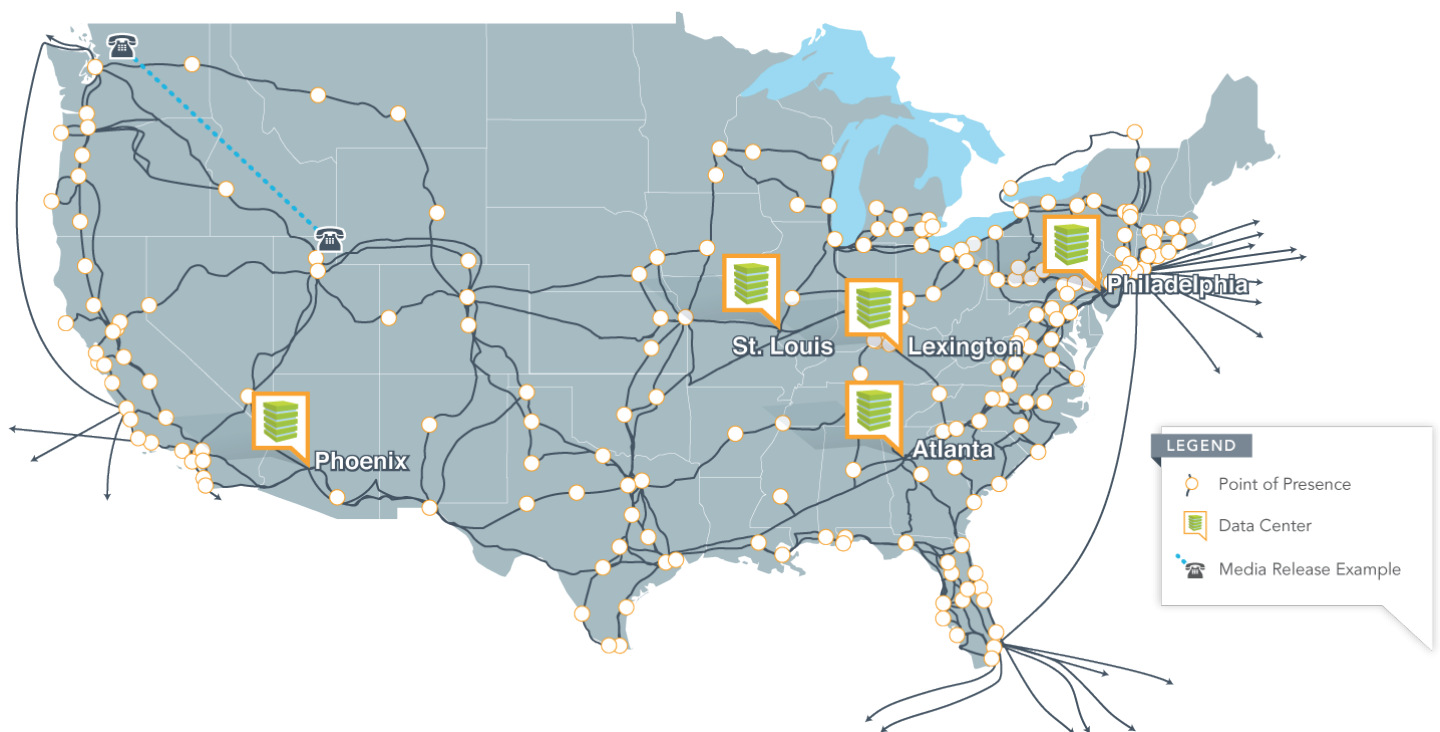 Philadelphia
St. Louis
Lexington
Phoenix
Atlanta
LEGEND
Point of Presence
Data Center
Media Release Example